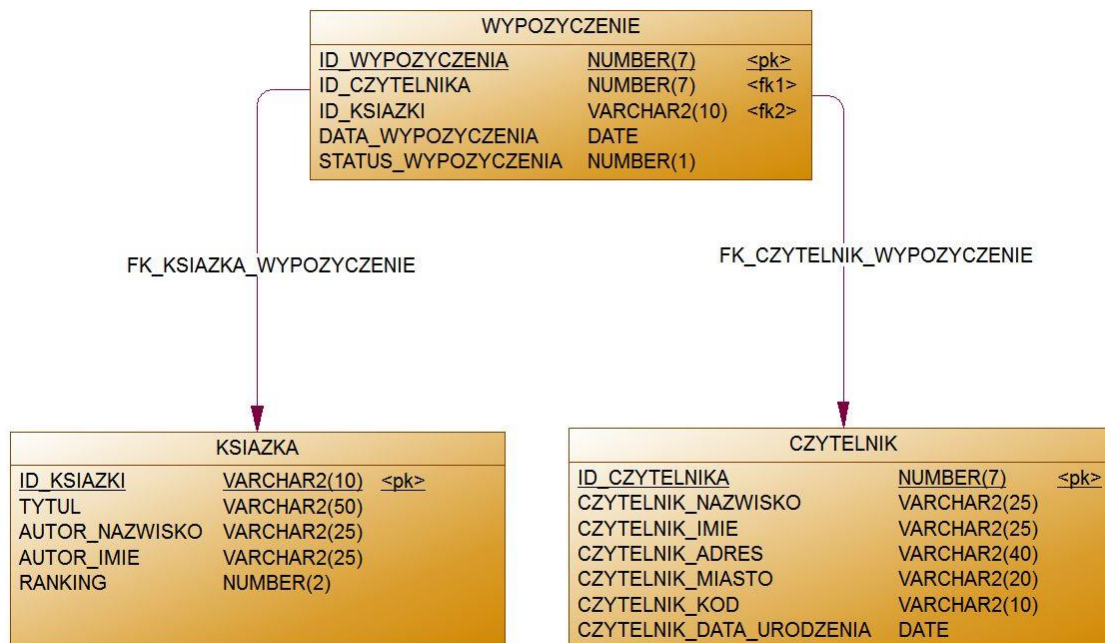 WYPOZYCZENIE
ID_WYPOZYCZENIA NUMBER(7) <pk>
ID_CZYTELNIKA NUMBER(7) <fk1>
ID_KSIAZKI VARCHAR2(10) <fk2>
DATA_WYPOZYCZENIA DATE
STATUS_WYPOZYCZENIA NUMBER(1)
FK_KSIAZKA_WYPOZYCZENIE
FK_CZYTELNIK_WYPOZYCZENIE
KSIAZKA
ID_KSIAZKI VARCHAR2(10) <pk>
TYTUL VARCHAR2(50)
AUTOR_NAZWISKO VARCHAR2(25)
AUTOR_IMIE VARCHAR2(25)
RANKING NUMBER(2)
CZYTELNIK
ID_CZYTELNIKA NUMBER(7) <pk>
CZYTELNIK_NAZWISKO VARCHAR2(25)
CZYTELNIK_IMIE VARCHAR2(25)
CZYTELNIK_ADRES VARCHAR2(40)
CZYTELNIK_MIASTO VARCHAR2(20)
CZYTELNIK_KOD VARCHAR2(10)
CZYTELNIK_DATA_URODZENIA DATE